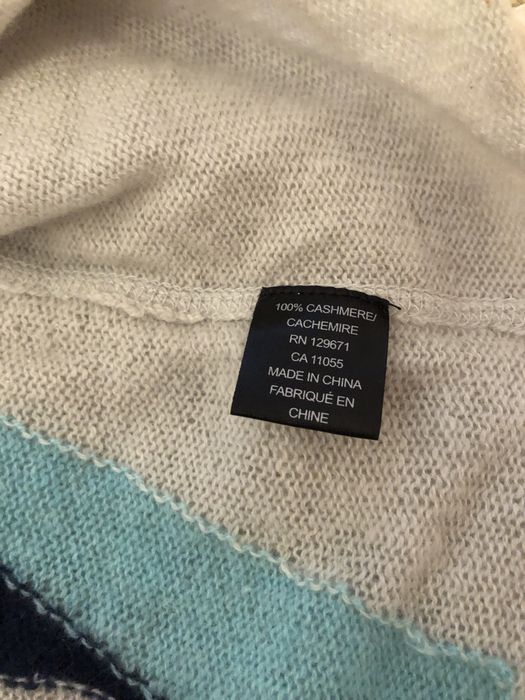 100% CASHMERE/
CACHEMIRE
RN 129671
CA 11055
MADE IN CHINA
FABRIQUÉ EN
CHINE